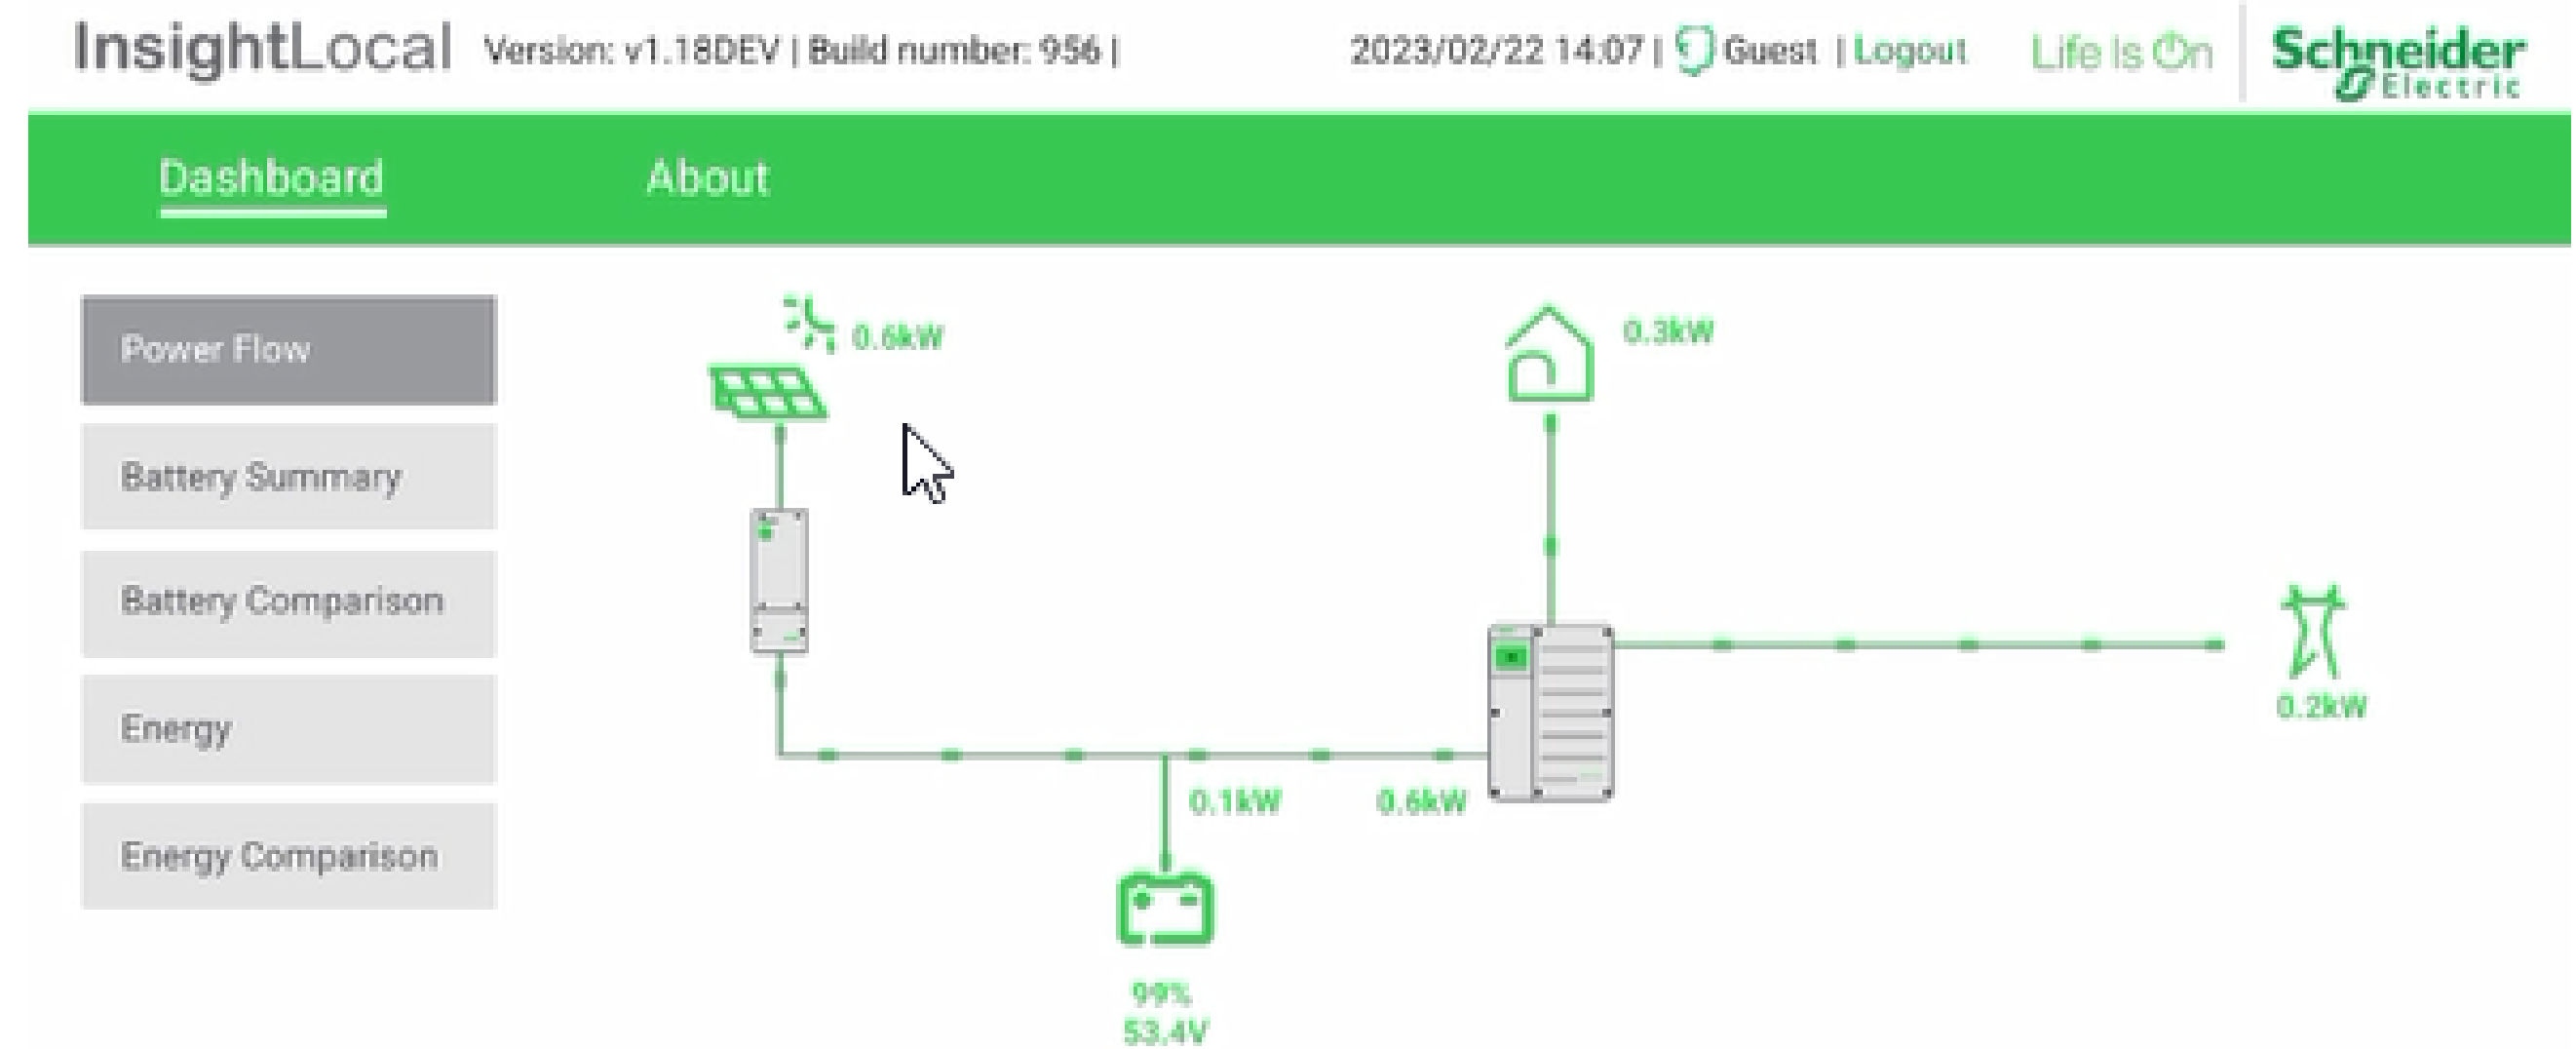 InsightLocal Version: v1.18DEV | Build number: 956 |
2023/02/22 14:07 | Guest | Logout
Life Is On
Schneider
Electric
Dashboard
About
Power Flow
Battery Summary
Battery Comparison
Energy
Energy Comparison
0.6kW
0.3kW
0.2kW
0.1kW
0.6kW
99%
53.4V